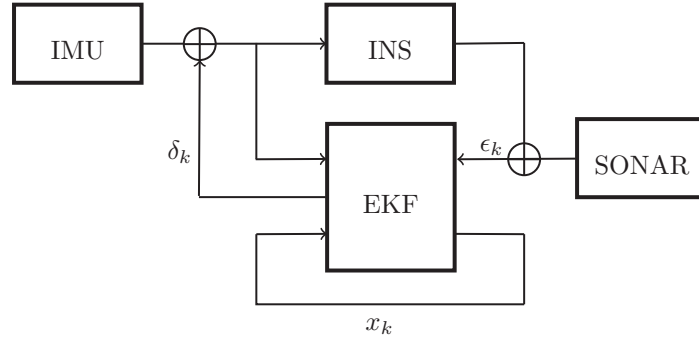 IMU
INS
δ_k
ϵ_k
SONAR
EKF
x_k